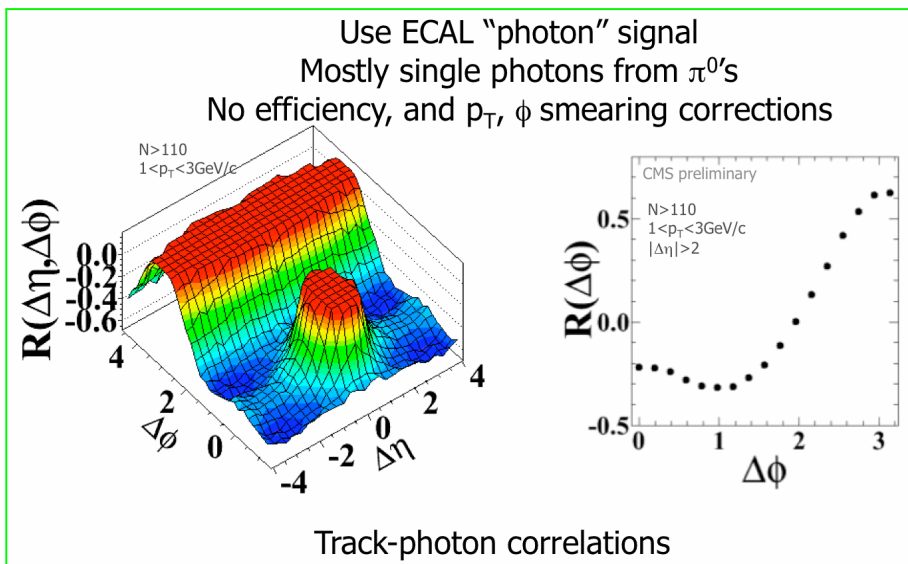 Use ECAL “photon” signal
Mostly single photons from π⁰’s
No efficiency, and pT, ϕ smearing corrections
N>110
1<pT<3GeV/c
R(Δη,Δϕ)
0.0
-0.2
-0.4
-0.6
4
2
0
Δϕ
-4
-2
0
2
4
Δη
CMS preliminary
N>110
1<pT<3GeV/c
|Δη|>2
R(Δϕ)
0.5
0.0
-0.5
0
1
2
3
Δϕ
Track-photon correlations